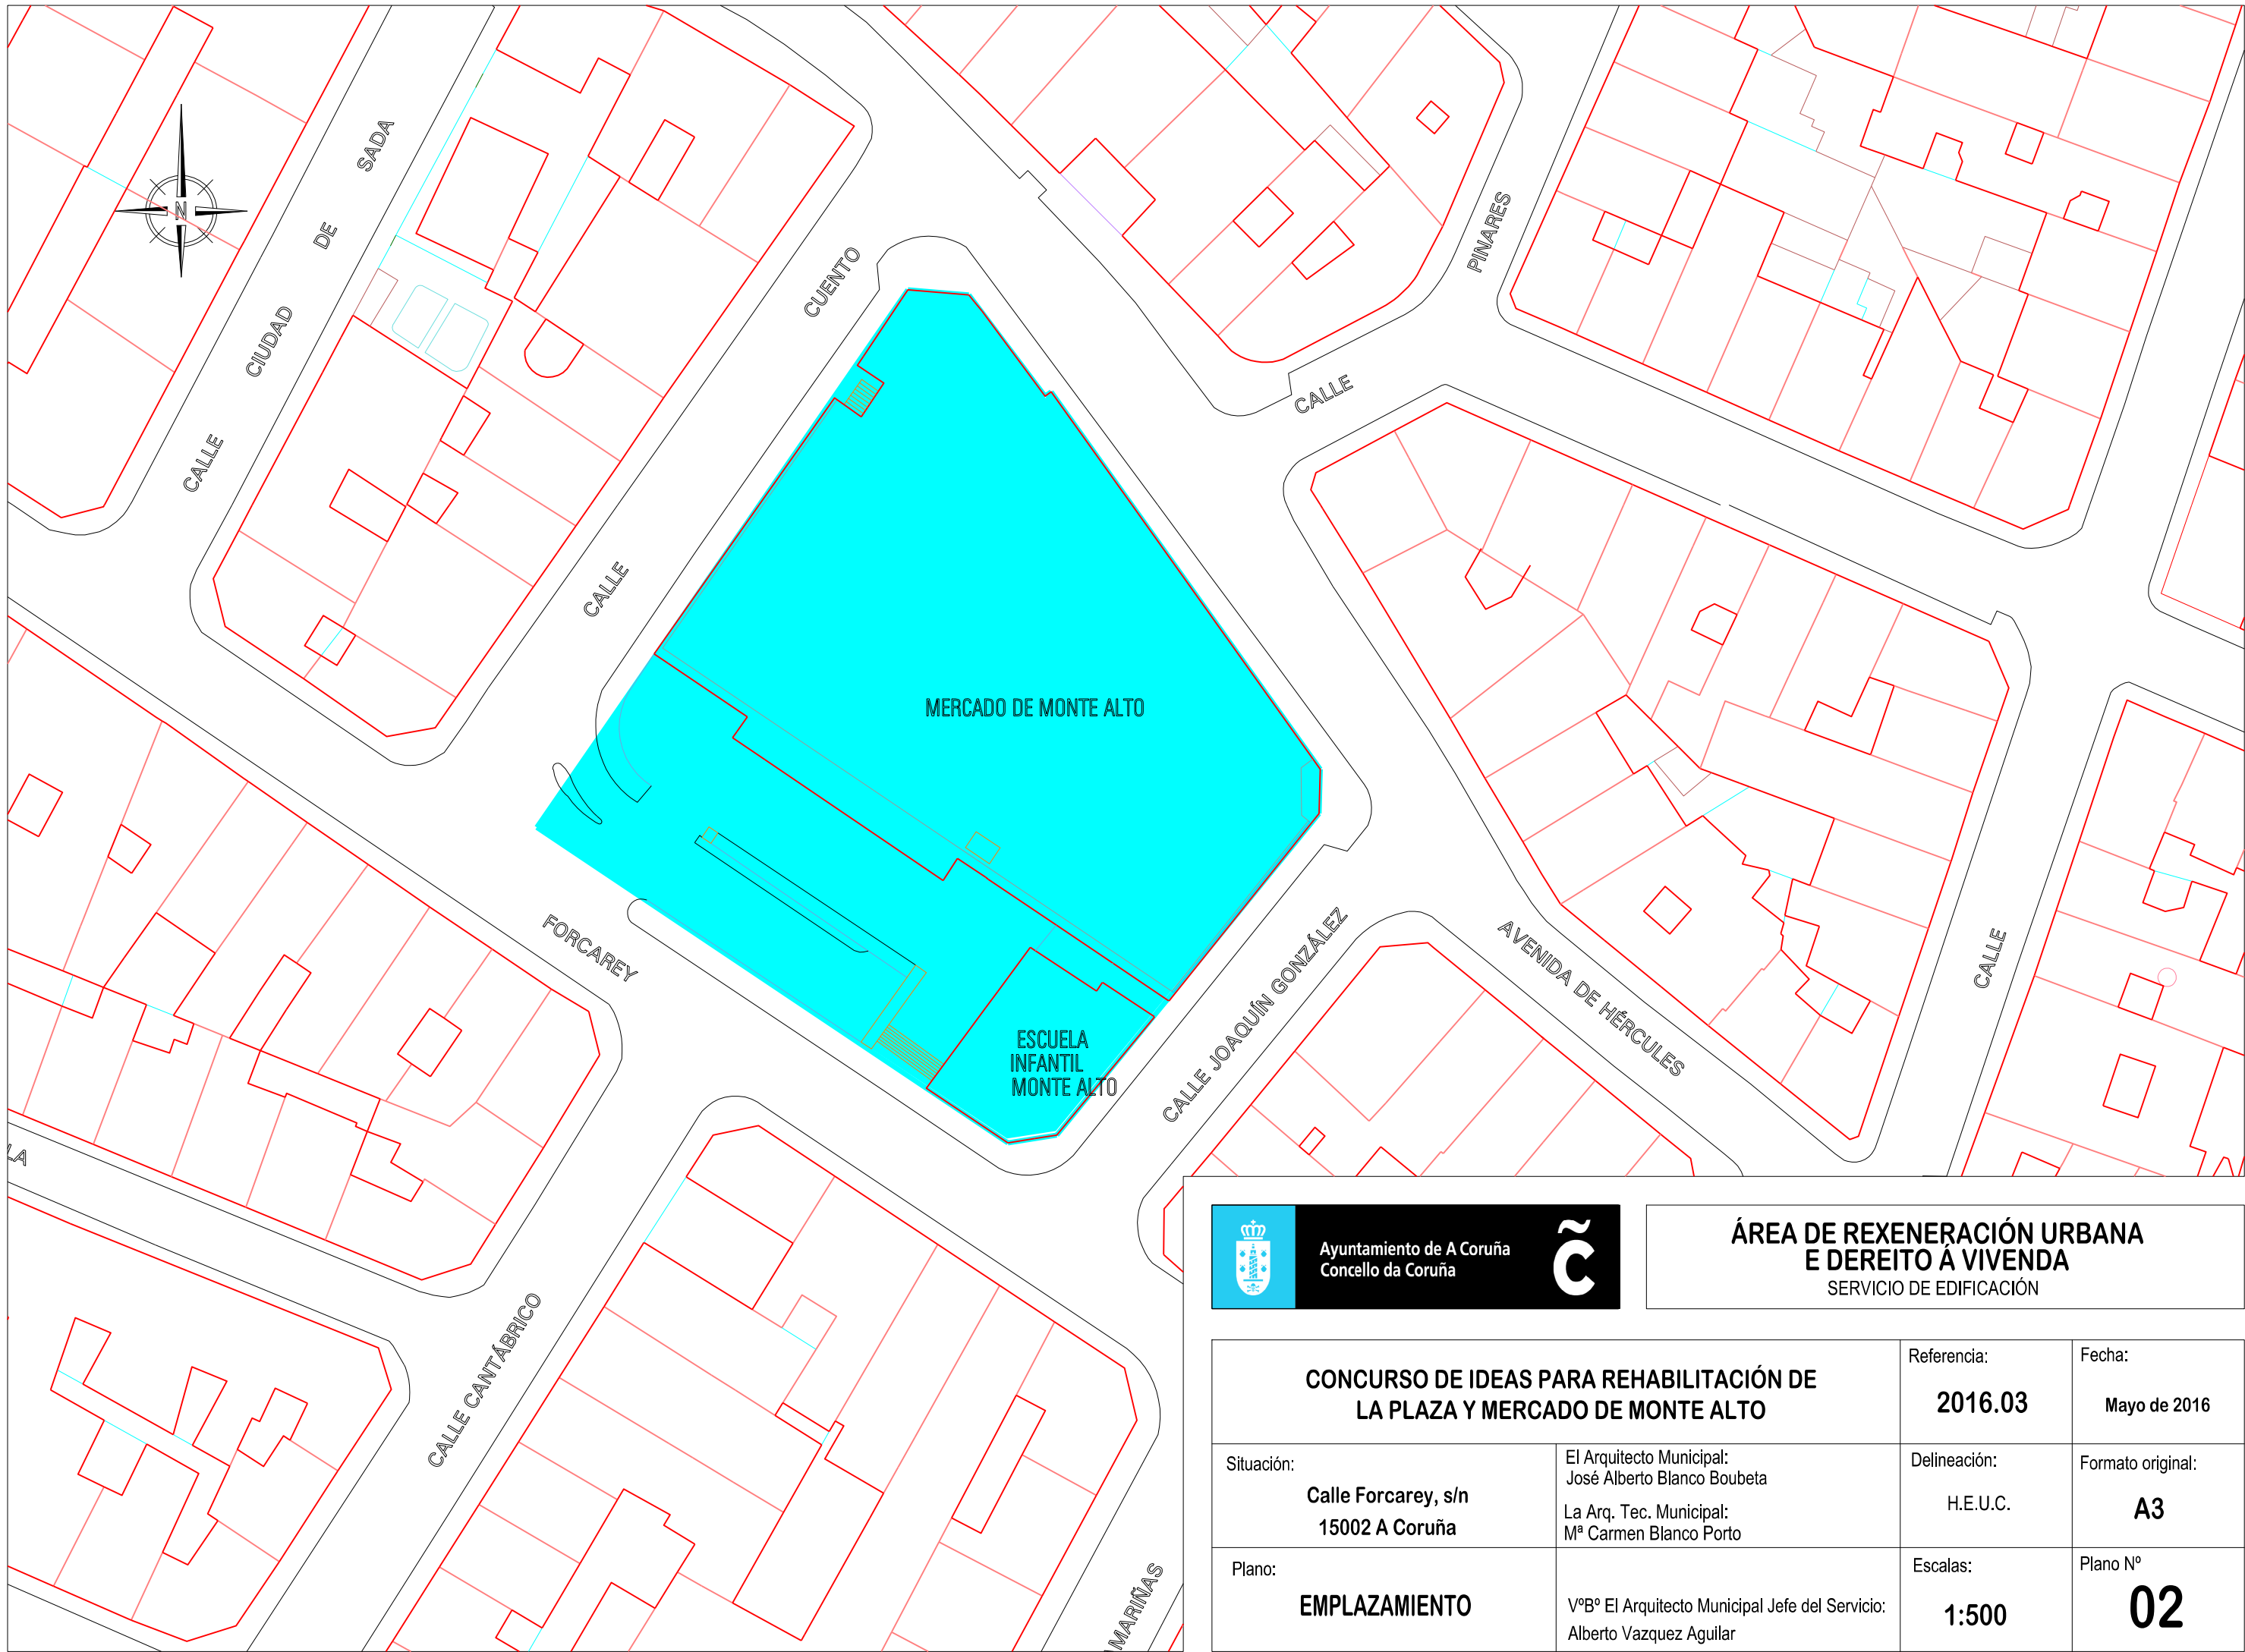 CALLE CIUDAD DE SADA
N
CALLE CUENTO
PINARES
CALLE
MERCADO DE MONTE ALTO
FORCAREY
ESCUELA
INFANTIL
MONTE ALTO
CALLE JOAQUÍN GONZÁLEZ
AVENIDA DE HÉRCULES
CALLE
LA
CALLE CANTÁBRICO
MARIÑAS
Ayuntamiento de A Coruña
Concello da Coruña
c̃
ÁREA DE REXENERACIÓN URBANA
E DEREITO Á VIVENDA
SERVICIO DE EDIFICACIÓN
CONCURSO DE IDEAS PARA REHABILITACIÓN DE
LA PLAZA Y MERCADO DE MONTE ALTO
Referencia:
2016.03
Fecha:
Mayo de 2016
Situación:
Calle Forcarey, s/n
15002 A Coruña
El Arquitecto Municipal:
José Alberto Blanco Boubeta
La Arq. Tec. Municipal:
Mª Carmen Blanco Porto
Delineación:
H.E.U.C.
Formato original:
A3
Plano:
EMPLAZAMIENTO
VºBº El Arquitecto Municipal Jefe del Servicio:
Alberto Vazquez Aguilar
Escalas:
1:500
Plano Nº
02